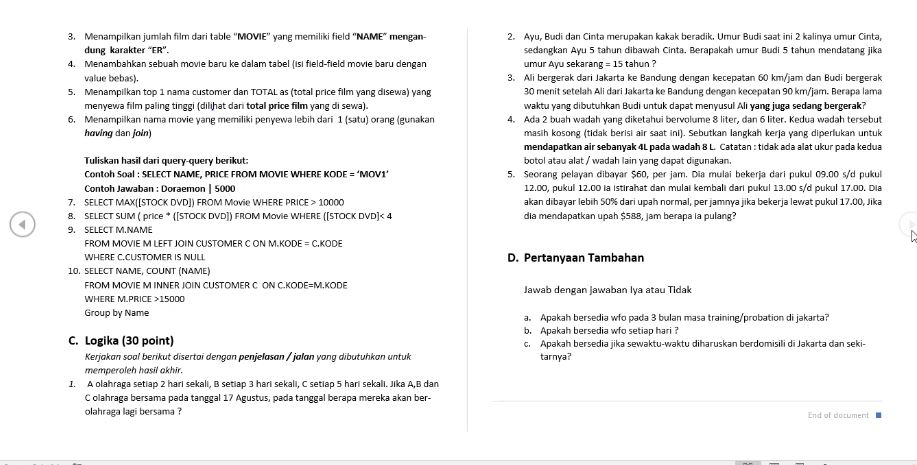 3. Menampilkan jumlah film dari table "MOVIE" yang memiliki field "NAME" mengan-
dung karakter "ER".
4. Menambahkan sebuah movie baru ke dalam tabel (isi field-field movie baru dengan
value bebas).
5. Menampilkan top 1 nama customer dan TOTAL as (total price film yang disewa) yang
menyewa film paling tinggi (dilihat dari total price film yang di sewa).
6. Menampilkan nama movie yang memiliki penyewa lebih dari 1 (satu) orang (gunakan
having dan join)
Tuliskan hasil dari query-query berikut:
Contoh Soal : SELECT NAME, PRICE FROM MOVIE WHERE KODE = 'MOV1'
Contoh Jawaban : Doraemon | 5000
7. SELECT MAX([STOCK DVD]) FROM Movie WHERE PRICE > 10000
8. SELECT SUM ( price * ([STOCK DVD]) FROM Movie WHERE ([STOCK DVD]< 4
9. SELECT M.NAME
FROM MOVIE M LEFT JOIN CUSTOMER C ON M.KODE = C.KODE
WHERE C.CUSTOMER IS NULL
10. SELECT NAME, COUNT (NAME)
FROM MOVIE M INNER JOIN CUSTOMER C ON C.KODE=M.KODE
WHERE M.PRICE >15000
Group by Name
C. Logika (30 point)
Kerjakan soal berikut disertai dengan penjelasan / jalan yang dibutuhkan untuk
memperoleh hasil akhir.
1. A olahraga setiap 2 hari sekali, B setiap 3 hari sekali, C setiap 5 hari sekali. Jika A,B dan
C olahraga bersama pada tanggal 17 Agustus, pada tanggal berapa mereka akan ber-
olahraga lagi bersama ?
2. Ayu, Budi dan Cinta merupakan kakak beradik. Umur Budi saat ini 2 kalinya umur Cinta,
sedangkan Ayu 5 tahun dibawah Cinta. Berapakah umur Budi 5 tahun mendatang jika
umur Ayu sekarang = 15 tahun ?
3. Ali bergerak dari Jakarta ke Bandung dengan kecepatan 60 km/jam dan Budi bergerak
30 menit setelah Ali dari Jakarta ke Bandung dengan kecepatan 90 km/jam. Berapa lama
waktu yang dibutuhkan Budi untuk dapat menyusul Ali yang juga sedang bergerak?
4. Ada 2 buah wadah yang diketahui bervolume 8 liter, dan 6 liter. Kedua wadah tersebut
masih kosong (tidak berisi air saat ini). Sebutkan langkah kerja yang diperlukan untuk
mendapatkan air sebanyak 4L pada wadah 8 L. Catatan : tidak ada alat ukur pada kedua
botol atau alat / wadah lain yang dapat digunakan.
5. Seorang pelayan dibayar $60, per jam. Dia mulai bekerja dari pukul 09.00 s/d pukul
12.00, pukul 12.00 ia istirahat dan mulai kembali dari pukul 13.00 s/d pukul 17.00. Dia
akan dibayar lebih 50% dari upah normal, per jamnya jika bekerja lewat pukul 17.00, Jika
dia mendapatkan upah $588, jam berapa ia pulang?
D. Pertanyaan Tambahan
Jawab dengan jawaban Iya atau Tidak
a. Apakah bersedia wfo pada 3 bulan masa training/probation di jakarta?
b. Apakah bersedia wfo setiap hari ?
c. Apakah bersedia jika sewaktu-waktu diharuskan berdomisili di Jakarta dan seki-
tarnya?
End of document